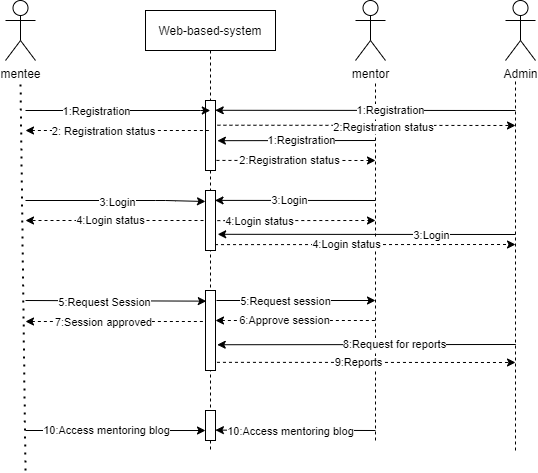 Web-based-system
mentee
mentor
Admin
1:Registration
1:Registration
2: Registration status
2:Registration status
1:Registration
2:Registration status
3:Login
3:Login
4:Login status
4:Login status
3:Login
4:Login status
5:Request Session
5:Request session
7:Session approved
6:Approve session
8:Request for reports
9:Reports
10:Access mentoring blog
10:Access mentoring blog